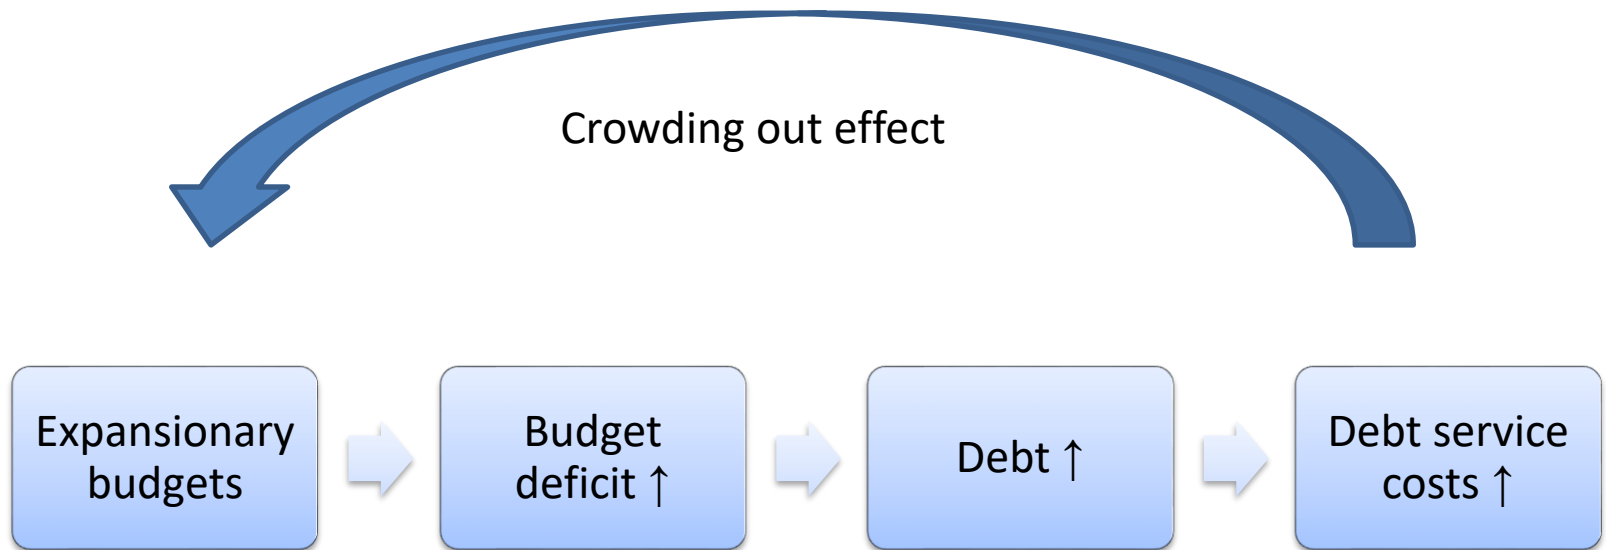 Crowding out effect
Expansionary
budgets
Budget
deficit ↑
Debt ↑
Debt service
costs ↑